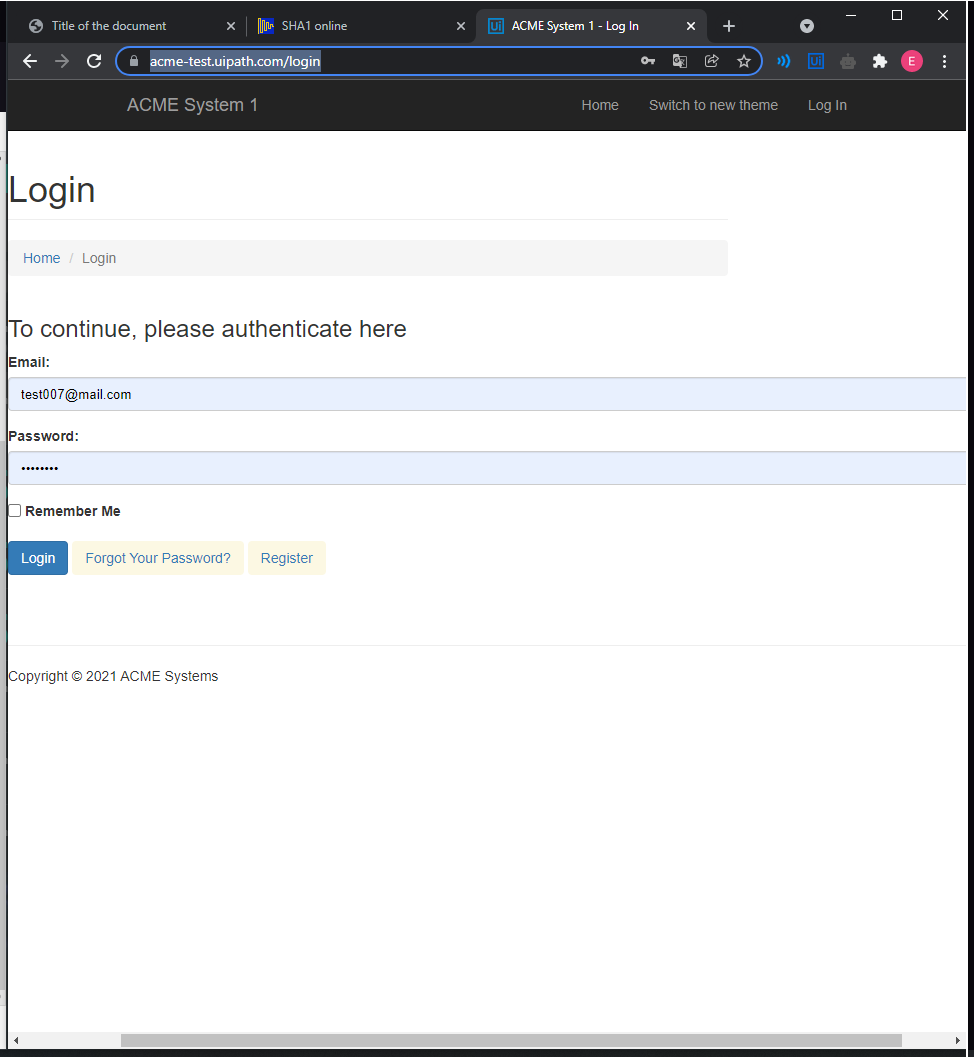 Title of the document
SHA1 online
Ui ACME System 1 - Log In
acme-test.uipath.com/login
Ui
E
ACME System 1
Home
Switch to new theme
Log In
Login
Home / Login
To continue, please authenticate here
Email:
test007@mail.com
Password:
••••••••
Remember Me
Login
Forgot Your Password?
Register
Copyright © 2021 ACME Systems